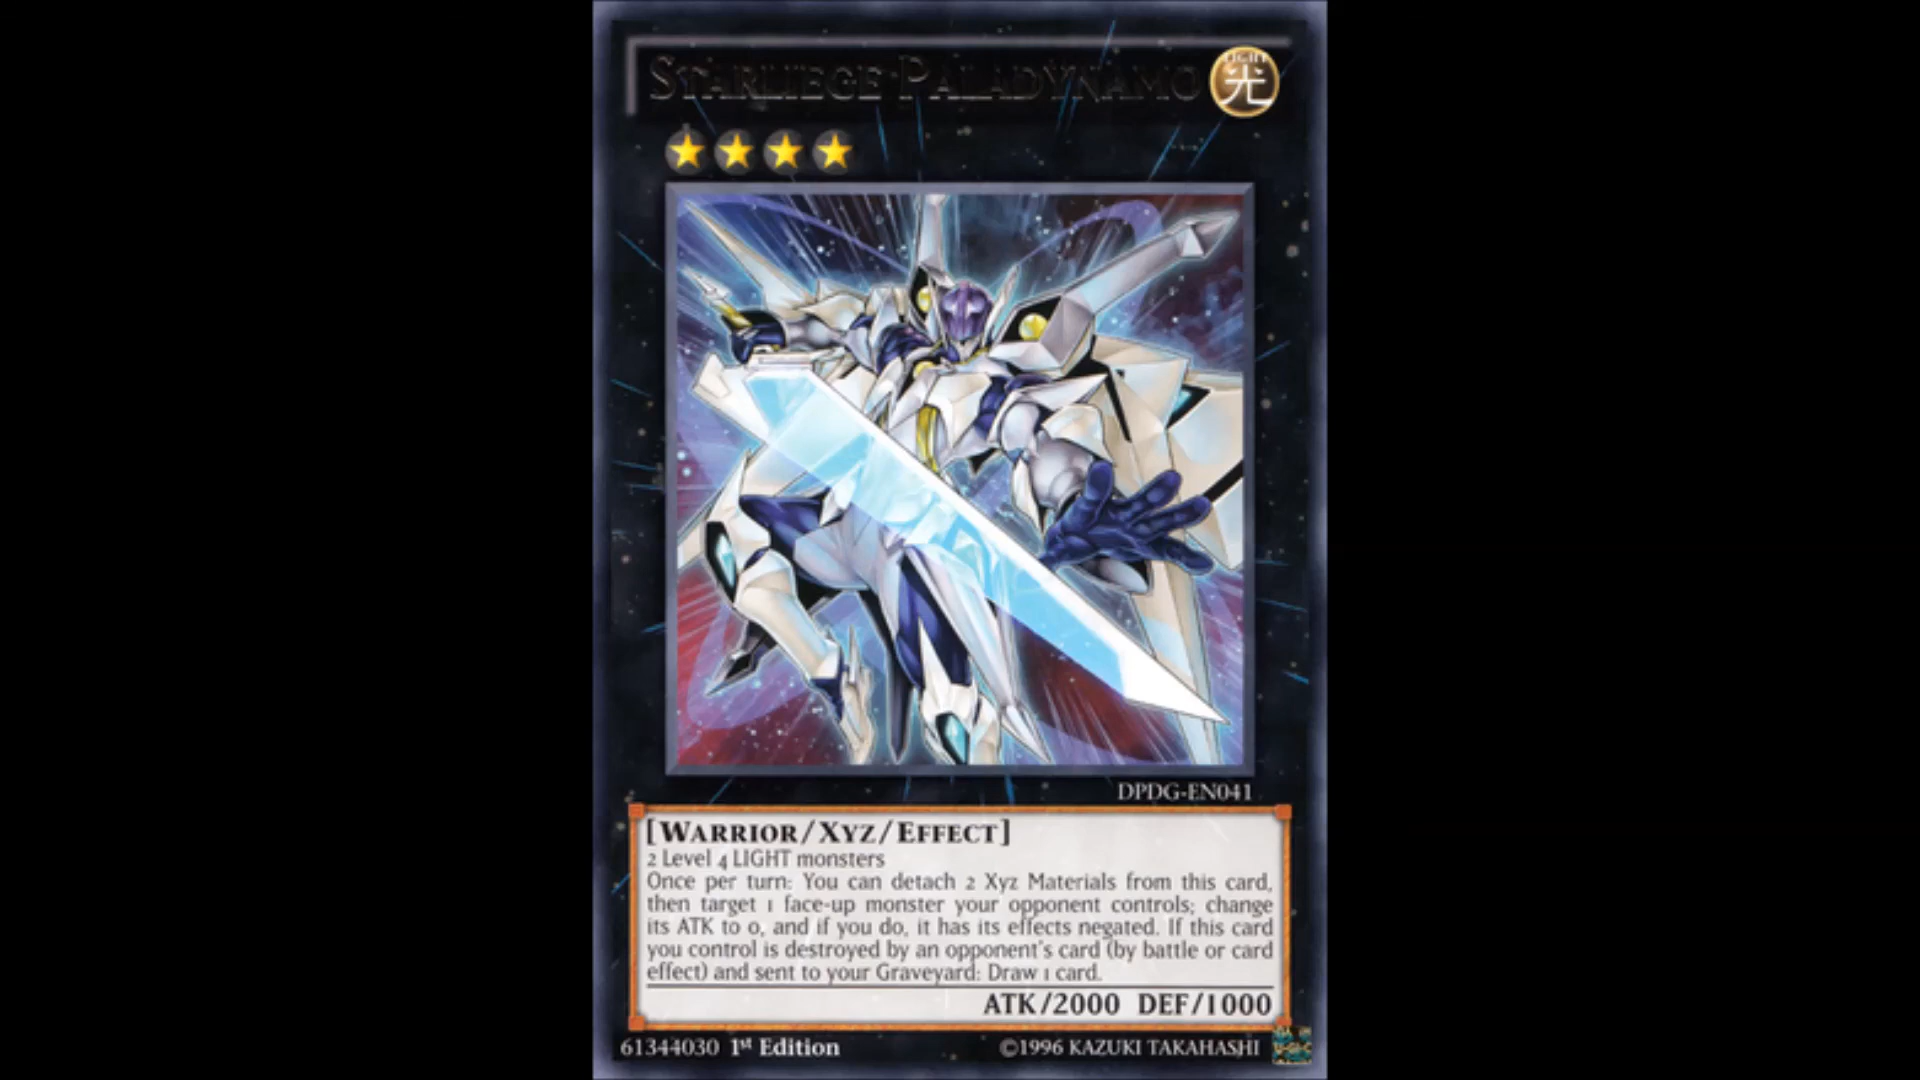 STARLIEGE PALADYNAMO
LIGHT
光
DPDG-EN041
[WARRIOR/XYZ/EFFECT]
2 Level 4 LIGHT monsters
Once per turn: You can detach 2 Xyz Materials from this card,
then target 1 face-up monster your opponent controls; change
its ATK to 0, and if you do, it has its effects negated. If this card
you control is destroyed by an opponent's card (by battle or card
effect) and sent to your Graveyard: Draw 1 card.
ATK/2000 DEF/1000
61344030 1st Edition ©1996 KAZUKI TAKAHASHI